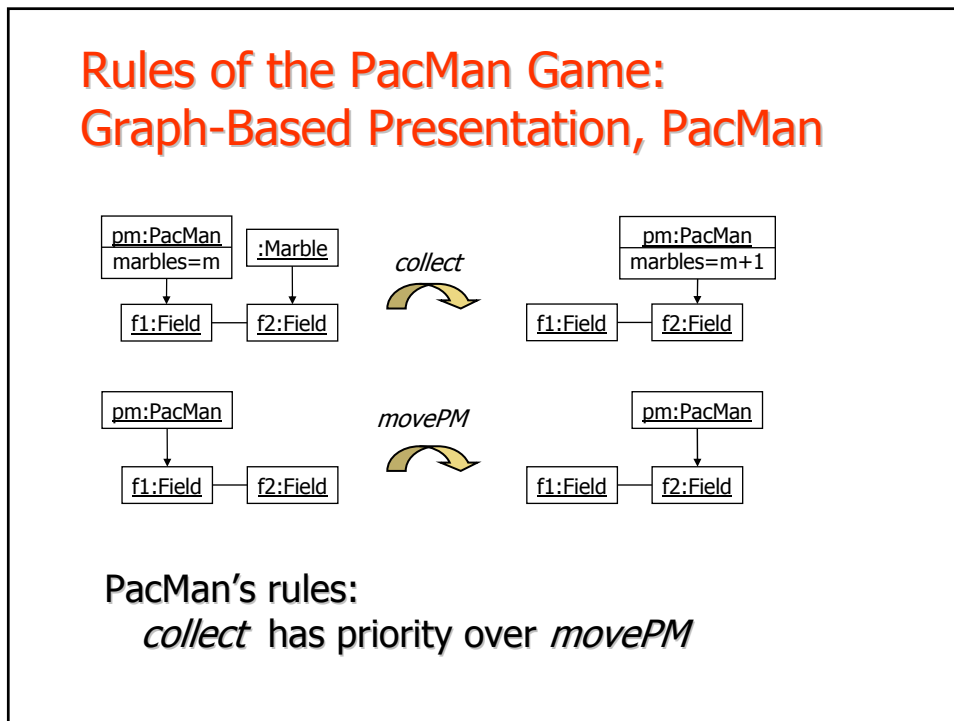 Rules of the PacMan Game:
Graph-Based Presentation, PacMan
pm:PacMan
marbles=m
:Marble
f1:Field
f2:Field
collect
pm:PacMan
marbles=m+1
f1:Field
f2:Field
pm:PacMan
f1:Field
f2:Field
movePM
pm:PacMan
f1:Field
f2:Field
PacMan's rules:
collect has priority over movePM